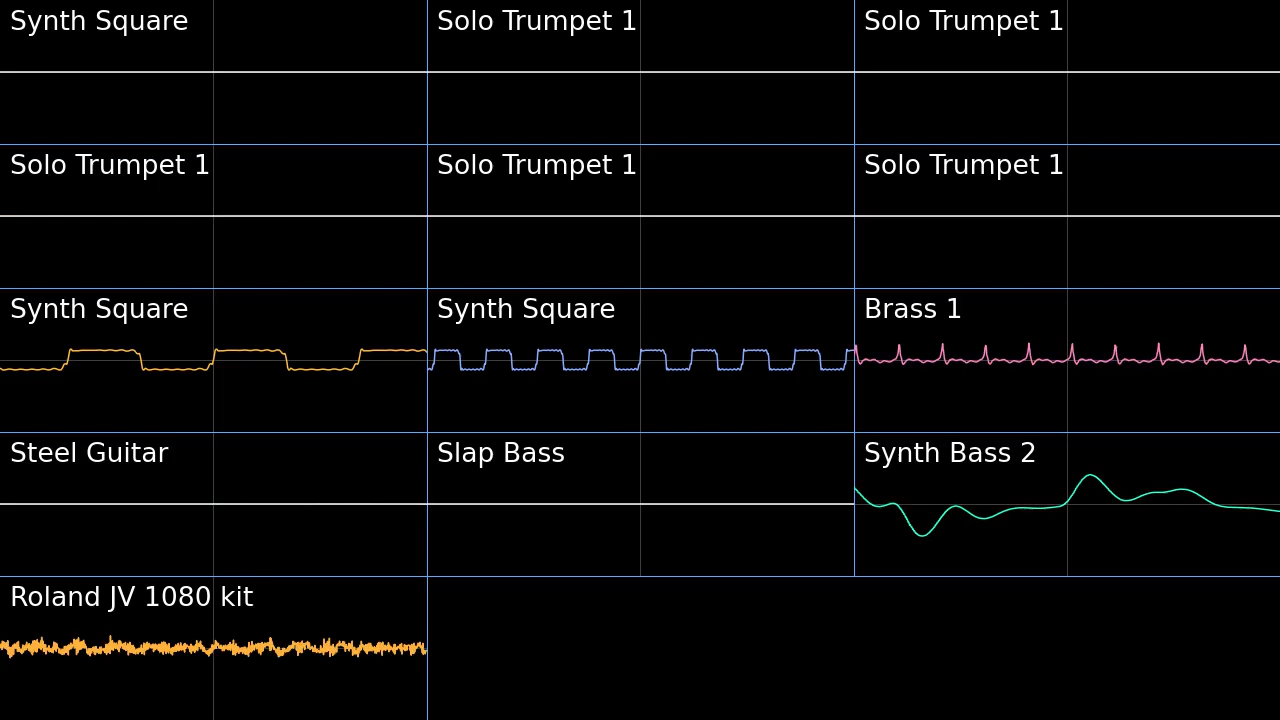 Synth Square
Solo Trumpet 1
Solo Trumpet 1
Solo Trumpet 1
Solo Trumpet 1
Solo Trumpet 1
Synth Square
Synth Square
Brass 1
Steel Guitar
Slap Bass
Synth Bass 2
Roland JV 1080 kit